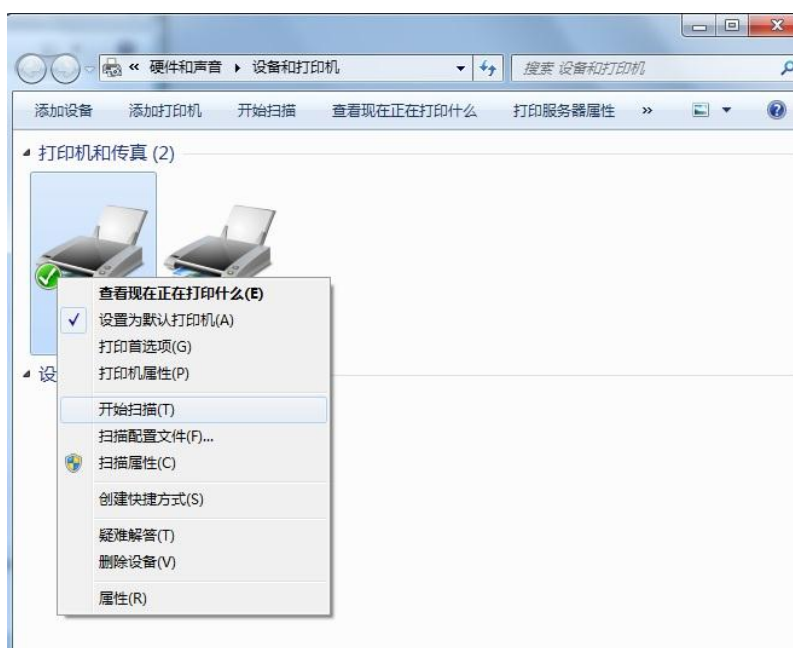 « 硬件和声音 ▸ 设备和打印机
搜索 设备和打印机
添加设备 添加打印机 开始扫描 查看现在正在打印什么 打印服务器属性 »
打印机和传真 (2)
查看现在正在打印什么(E)
设置为默认打印机(A)
打印首选项(G)
打印机属性(P)
设
开始扫描(T)
扫描配置文件(F)...
扫描属性(C)
创建快捷方式(S)
疑难解答(T)
删除设备(V)
属性(R)